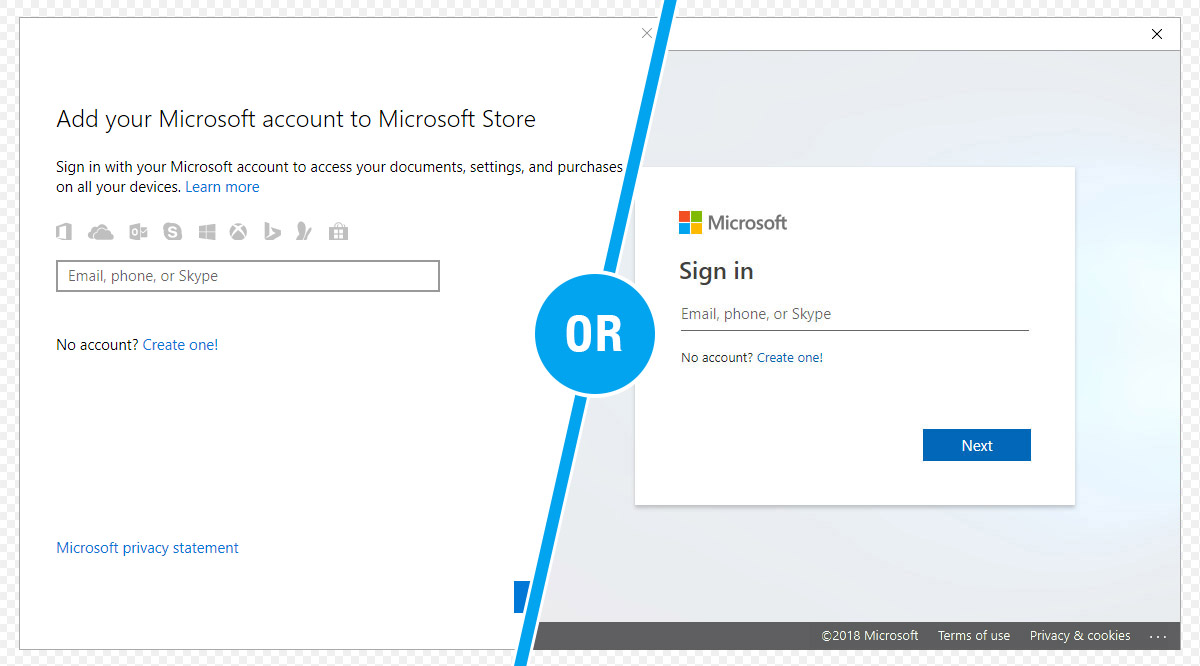 Add your Microsoft account to Microsoft Store
Sign in with your Microsoft account to access your documents, settings, and purchases
on all your devices. Learn more
Email, phone, or Skype
No account? Create one!
Microsoft privacy statement
OR
Microsoft
Sign in
Email, phone, or Skype
No account? Create one!
Next
©2018 Microsoft Terms of use Privacy & cookies ...